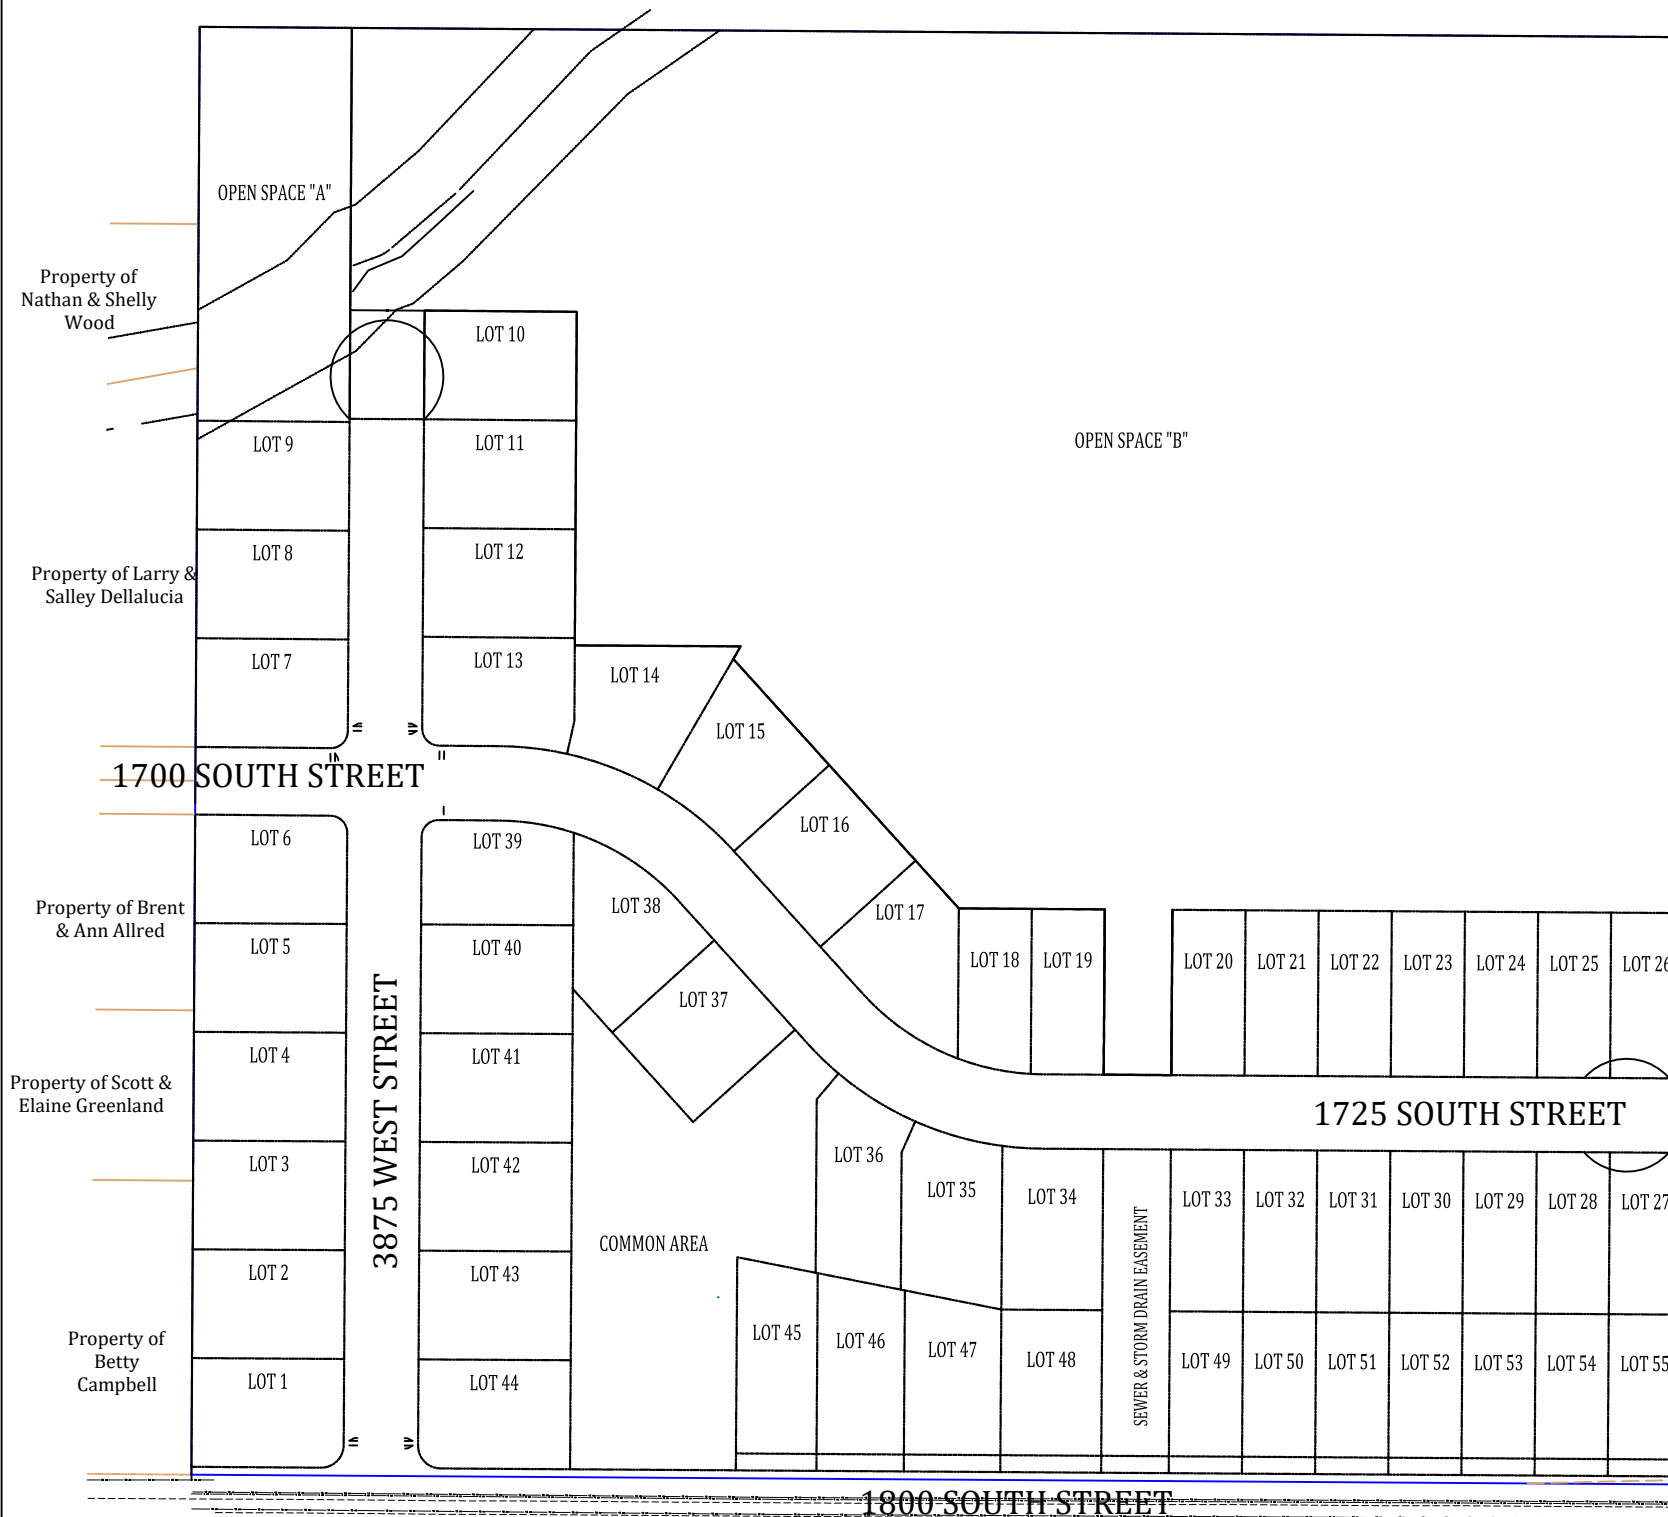 OPEN SPACE "A"
Property of
Nathan & Shelly
Wood
LOT 10
LOT 9
LOT 11
OPEN SPACE "B"
LOT 8
LOT 12
Property of Larry &
Salley Dellalucia
LOT 7
LOT 13
LOT 14
LOT 15
1700 SOUTH STREET
LOT 6
LOT 39
LOT 16
Property of Brent
& Ann Allred
LOT 38
LOT 17
LOT 5
LOT 40
LOT 18
LOT 19
LOT 20
LOT 21
LOT 22
LOT 23
LOT 24
LOT 25
LOT 26
LOT 37
3875 WEST STREET
Property of Scott &
Elaine Greenland
LOT 4
LOT 41
1725 SOUTH STREET
LOT 3
LOT 42
LOT 36
LOT 35
LOT 34
LOT 33
LOT 32
LOT 31
LOT 30
LOT 29
LOT 28
LOT 27
COMMON AREA
SEWER & STORM DRAIN EASEMENT
LOT 2
LOT 43
Property of
Betty
Campbell
LOT 45
LOT 46
LOT 47
LOT 48
LOT 49
LOT 50
LOT 51
LOT 52
LOT 53
LOT 54
LOT 55
LOT 1
LOT 44
1800 SOUTH STREET